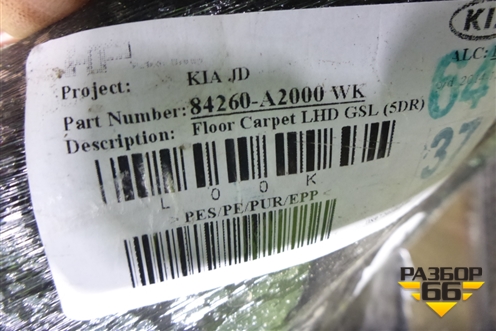 KIA
ALC:
Project: KIA JD
Part Number: 84260-A2000 WK
Description: Floor Carpet LHD GSL (5DR)
L 0 0 K
PES/PE/PUR/EPP
37
РАЗБОР
66